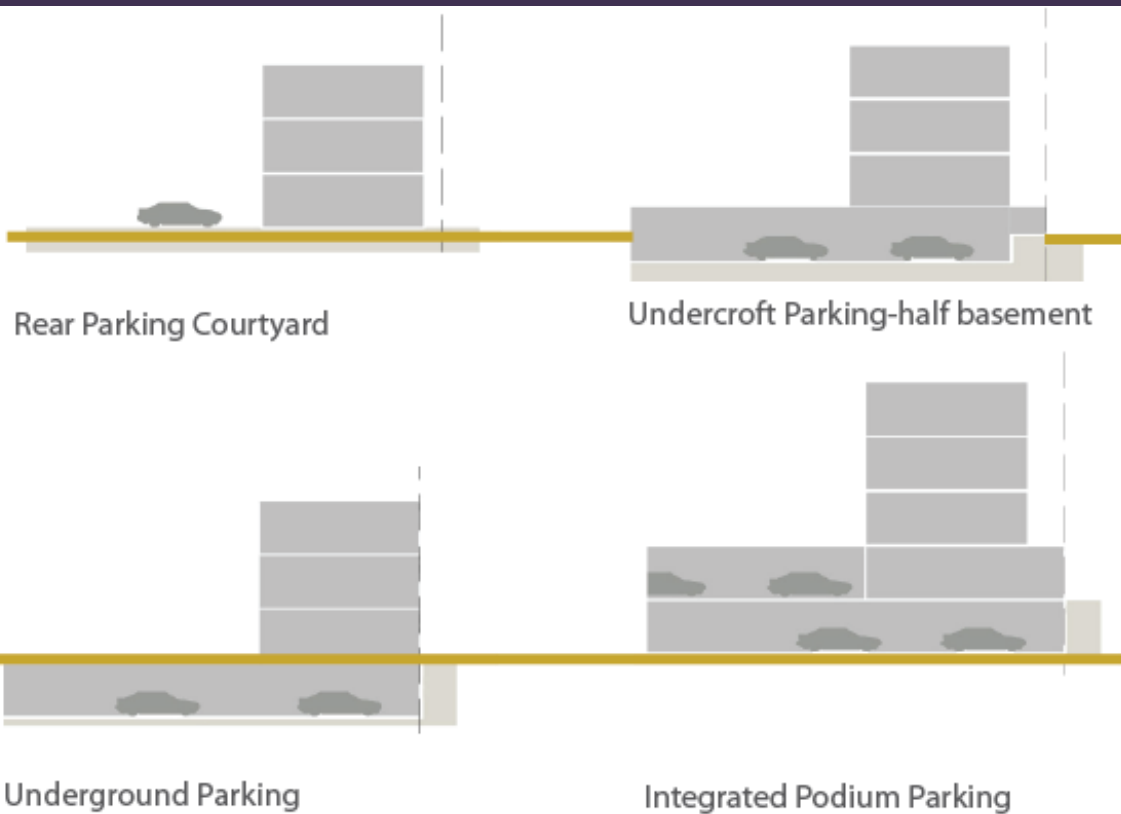 Rear Parking Courtyard
Undercroft Parking-half basement
Underground Parking
Integrated Podium Parking